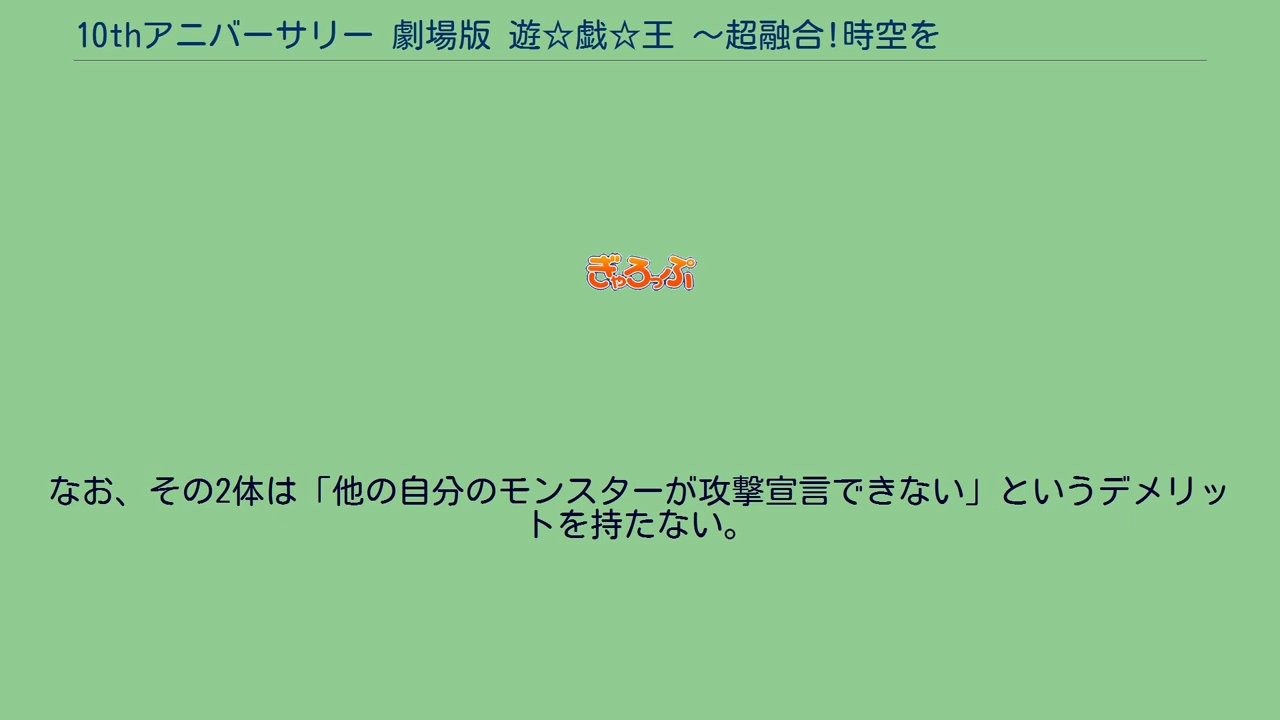 10thアニバーサリー 劇場版 遊☆戯☆王 ～超融合!時空を
ぎゃろっぷ
なお、その2体は「他の自分のモンスターが攻撃宣言できない」というデメリッ
トを持たない。